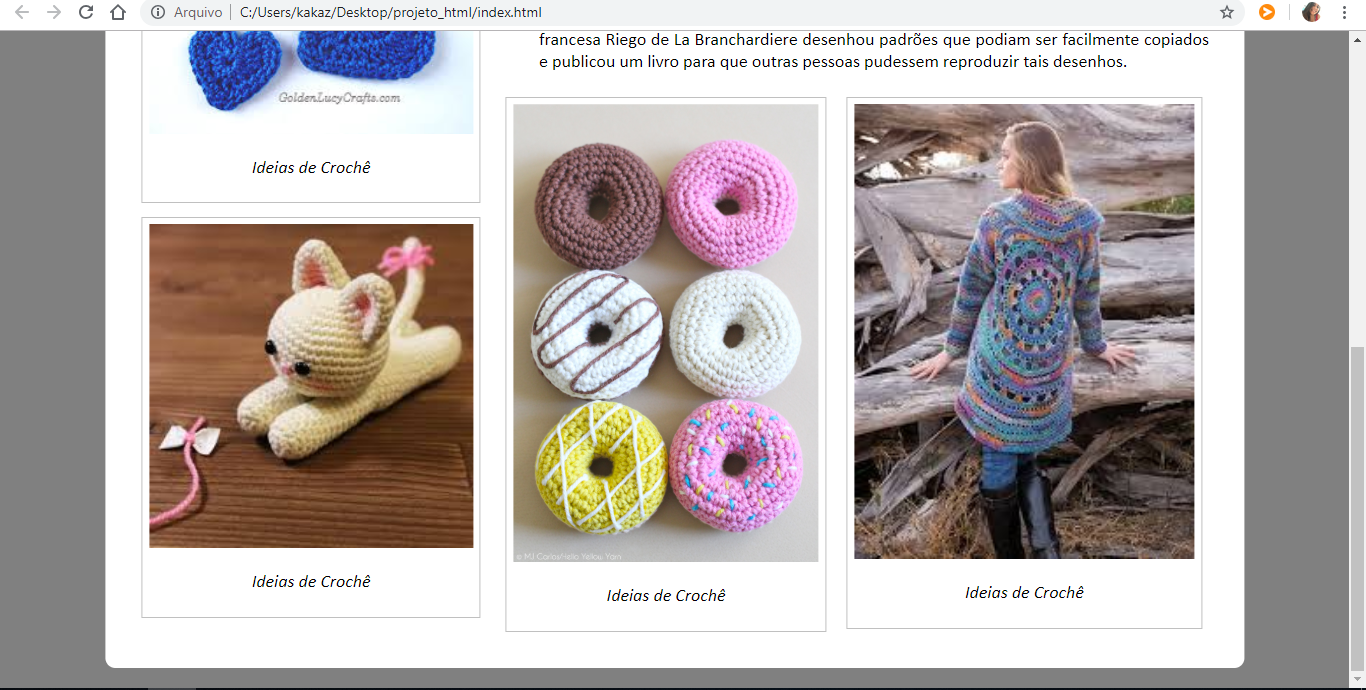 Arquivo
C:/Users/kakaz/Desktop/projeto_html/index.html
francesa Riego de La Branchardiere desenhou padrões que podiam ser facilmente copiados
e publicou um livro para que outras pessoas pudessem reproduzir tais desenhos.
GoldenLucyCrafts.com
Ideias de Crochê
Ideias de Crochê
© MJ Carlos/Hello Yellow Yarn
Ideias de Crochê
Ideias de Crochê